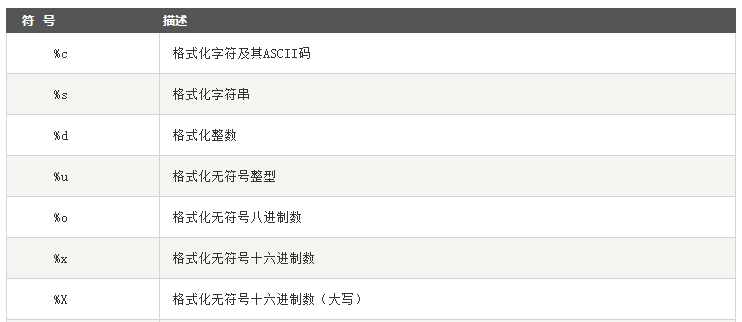 符 号 描述
%c 格式化字符及其ASCII码
%s 格式化字符串
%d 格式化整数
%u 格式化无符号整型
%o 格式化无符号八进制数
%x 格式化无符号十六进制数
%X 格式化无符号十六进制数（大写）